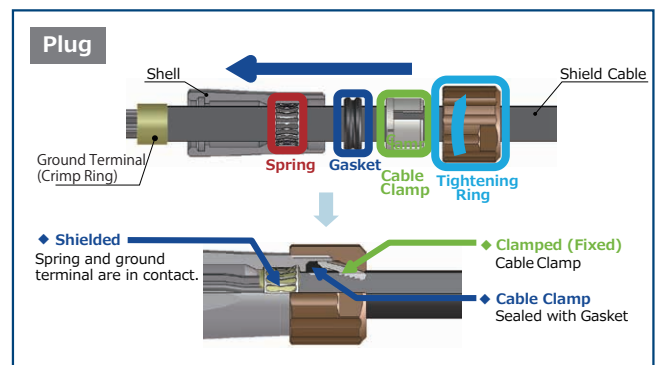 Plug
Shell
Shield Cable
Ground Terminal
(Crimp Ring)
Spring
Gasket
Cable
Clamp
Tightening
Ring
◆ Shielded
Spring and ground
terminal are in contact.
◆ Clamped (Fixed)
Cable Clamp
◆ Cable Clamp
Sealed with Gasket